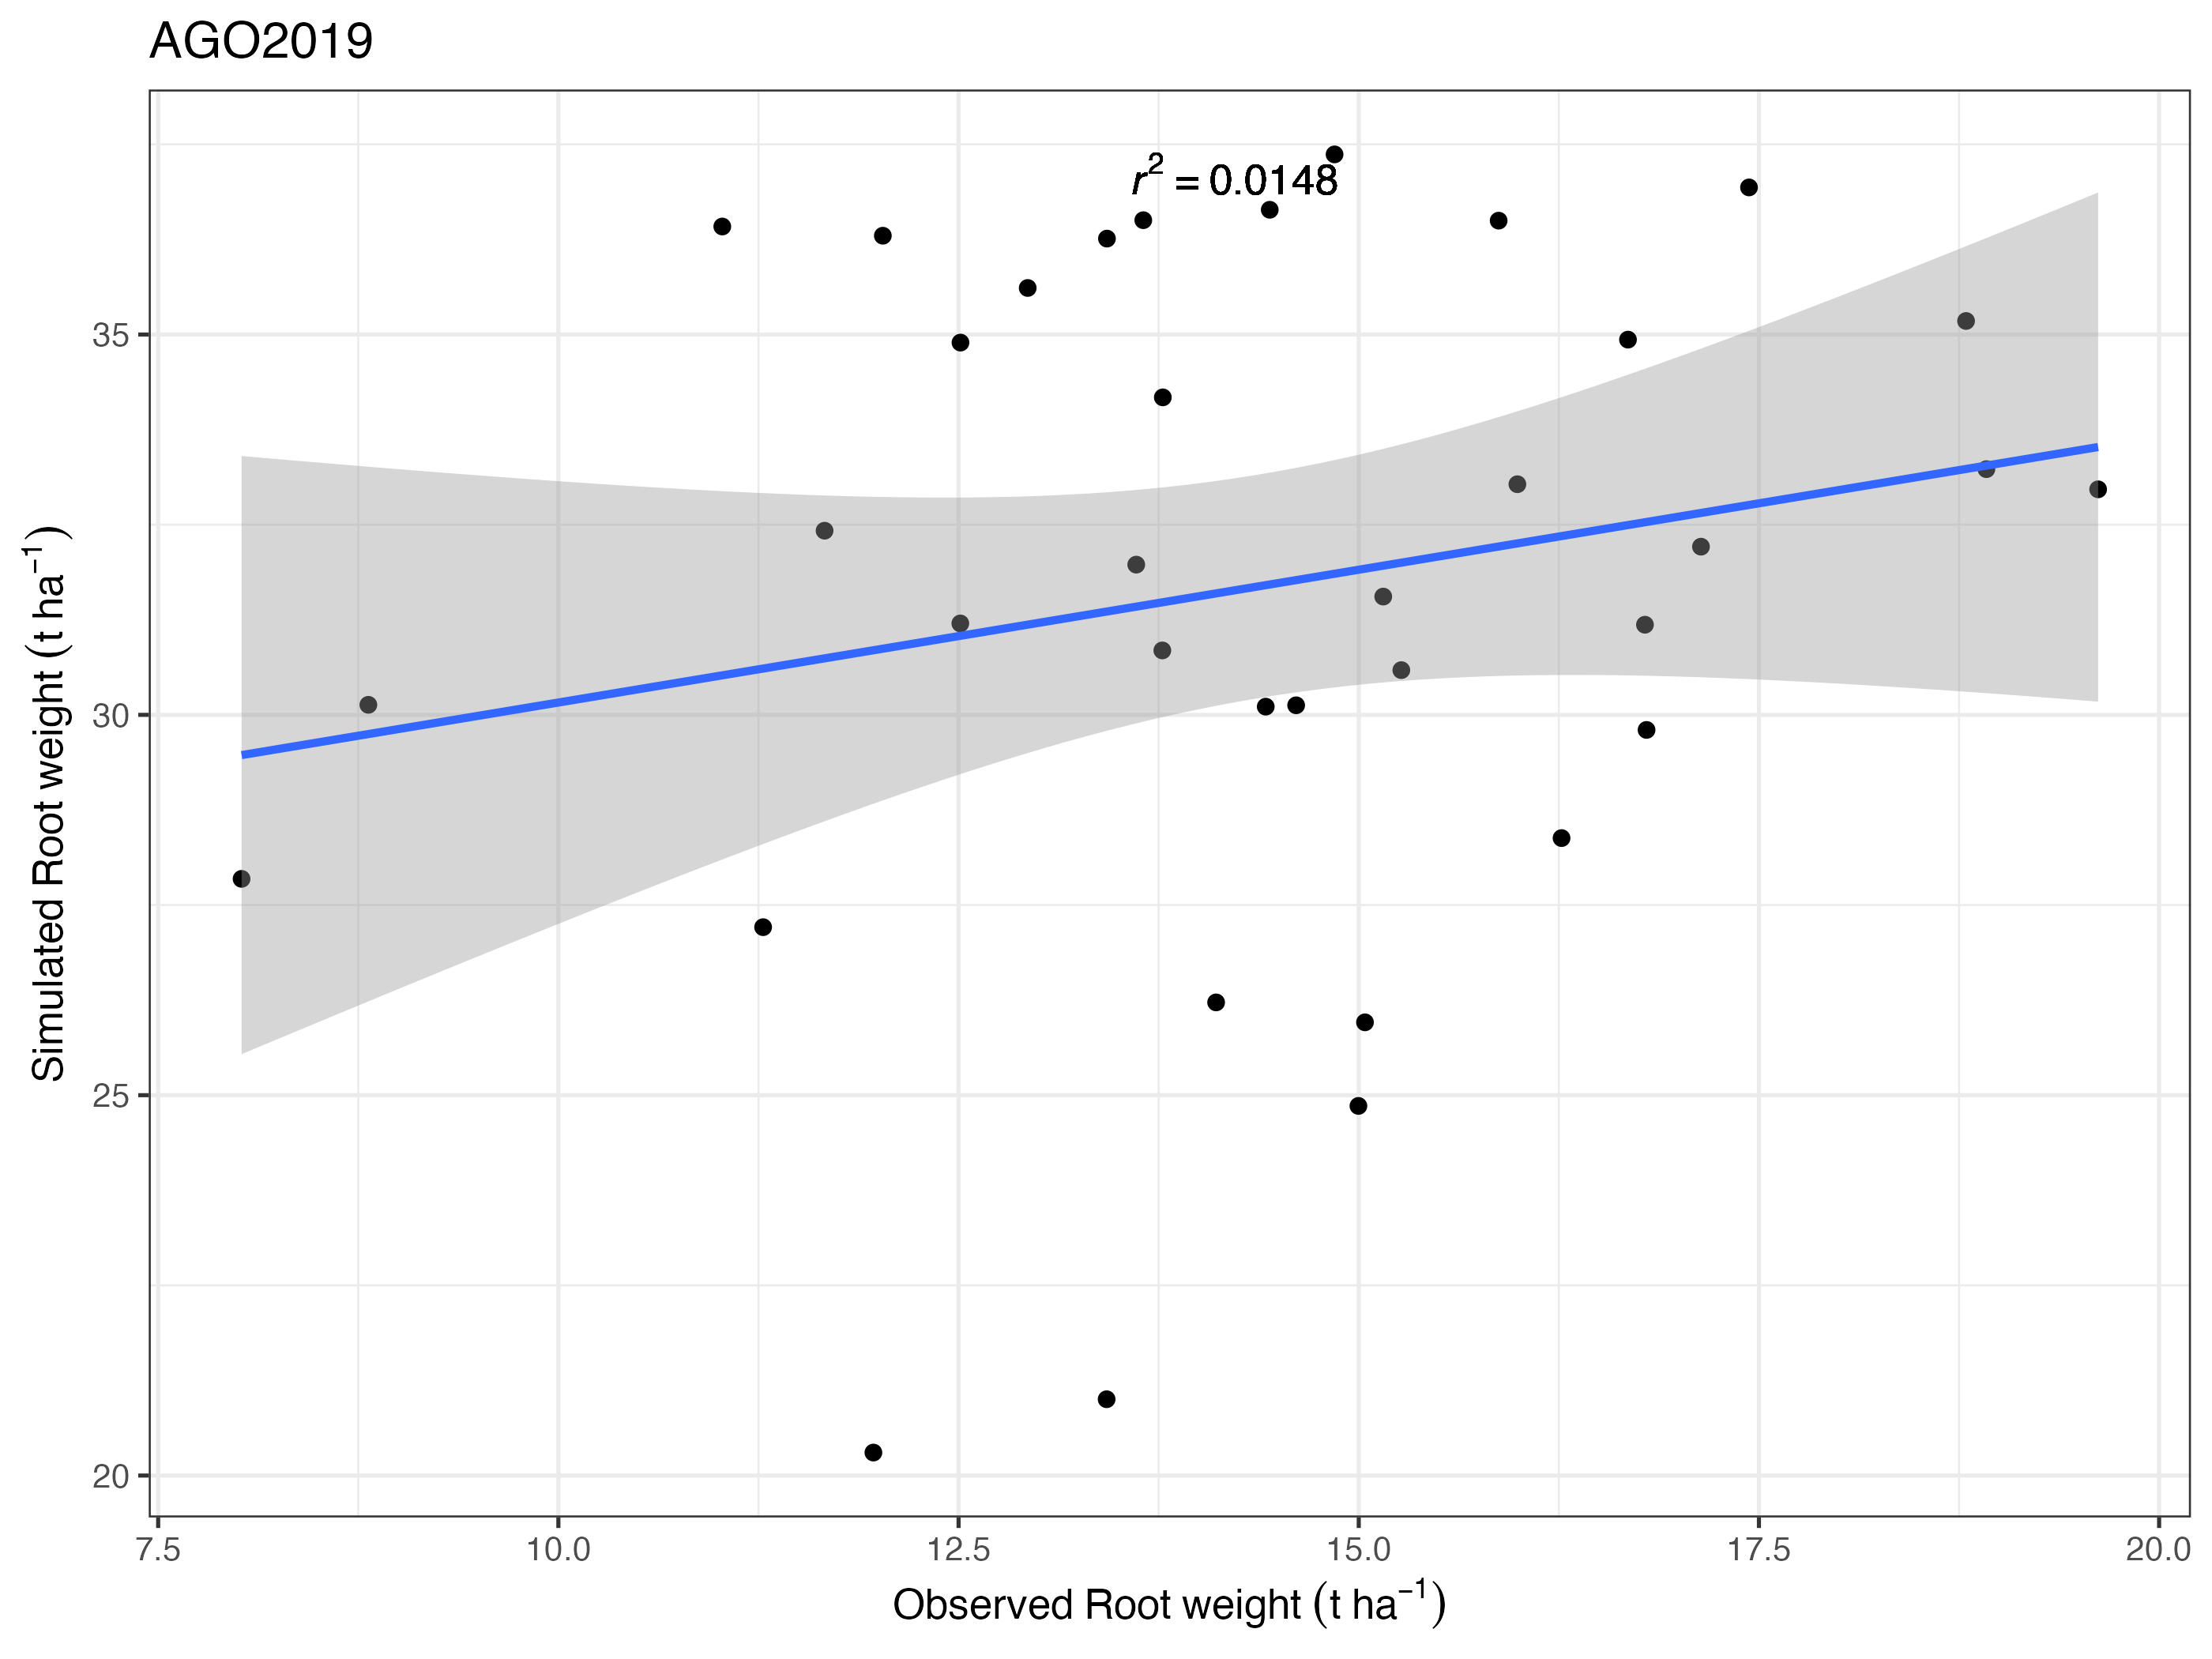 AGO2019
r² = 0.0148
35
30
25
20
Simulated Root weight (t ha⁻¹)
7.5 10.0 12.5 15.0 17.5 20.0
Observed Root weight (t ha⁻¹)